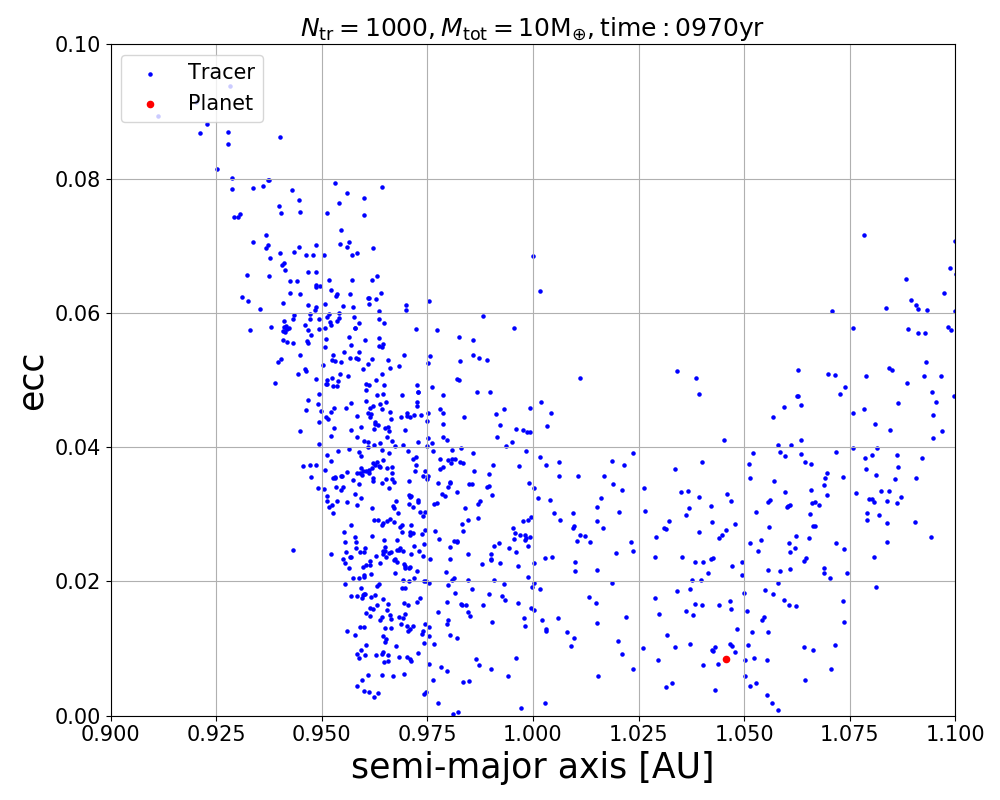 N_tr = 1000, M_tot = 10M_⊕, time : 0970yr
0.10
Tracer
Planet
0.08
0.06
ecc
0.04
0.02
0.00
0.900 0.925 0.950 0.975 1.000 1.025 1.050 1.075 1.100
semi-major axis [AU]